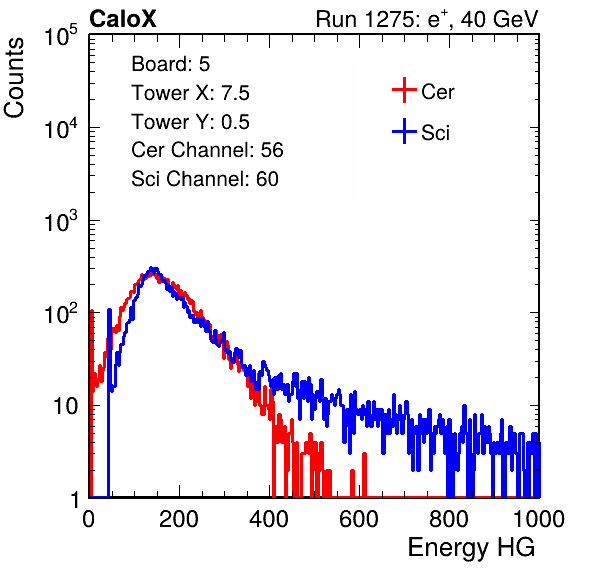 CaloX Run 1275: e⁺, 40 GeV
Counts
Board: 5
Tower X: 7.5
Tower Y: 0.5
Cer Channel: 56
Sci Channel: 60
Cer
Sci
10⁵
10⁴
10³
10²
10
1
0 200 400 600 800 1000
Energy HG